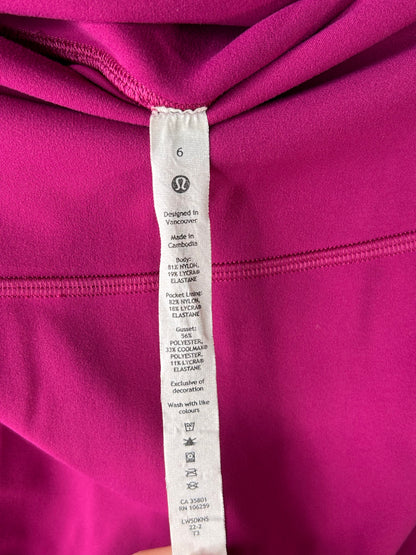 6
Designed in
Vancouver
Made in
Cambodia
Body:
81% NYLON,
19% LYCRA®
ELASTANE
Pocket Lining:
82% NYLON,
18% LYCRA®
ELASTANE
Gusset:
56%
POLYESTER,
33% COOLMAX®
POLYESTER,
11% LYCRA®
ELASTANE
Exclusive of
decoration
Wash with like
colours
CA 35801
RN 106259
LW5DKNS
22-2
T3